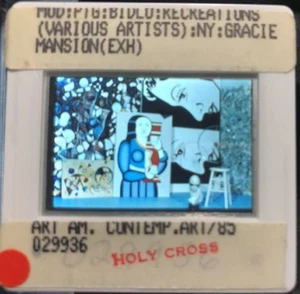 MOD:PTG:BIDLO:RECREATIONS
(VARIOUS ARTISTS):NY:GRACIE
MANSION(EXH)
ART AM. CONTEMP.ART/85
029936
HOLY CROSS